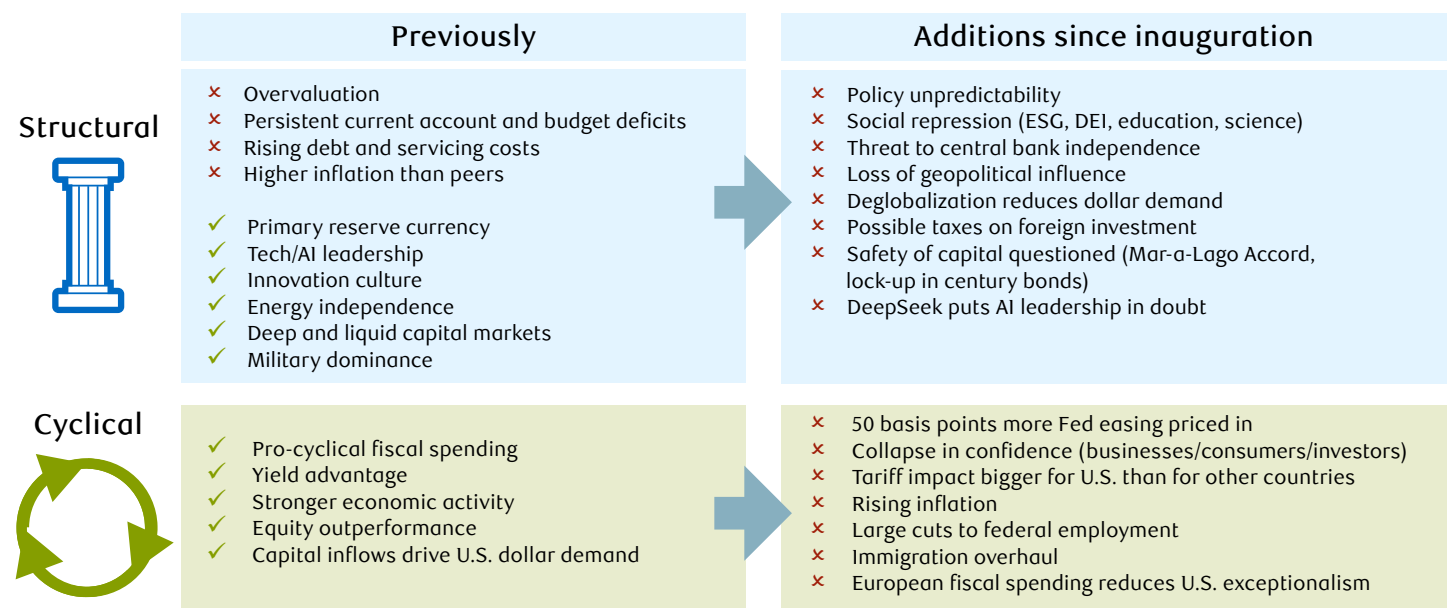 Previously
Additions since inauguration
Structural
✗ Overvaluation
✗ Persistent current account and budget deficits
✗ Rising debt and servicing costs
✗ Higher inflation than peers
✓ Primary reserve currency
✓ Tech/AI leadership
✓ Innovation culture
✓ Energy independence
✓ Deep and liquid capital markets
✓ Military dominance
✗ Policy unpredictability
✗ Social repression (ESG, DEI, education, science)
✗ Threat to central bank independence
✗ Loss of geopolitical influence
✗ Deglobalization reduces dollar demand
✗ Possible taxes on foreign investment
✗ Safety of capital questioned (Mar-a-Lago Accord,
lock-up in century bonds)
✗ DeepSeek puts AI leadership in doubt
Cyclical
✓ Pro-cyclical fiscal spending
✓ Yield advantage
✓ Stronger economic activity
✓ Equity outperformance
✓ Capital inflows drive U.S. dollar demand
✗ 50 basis points more Fed easing priced in
✗ Collapse in confidence (businesses/consumers/investors)
✗ Tariff impact bigger for U.S. than for other countries
✗ Rising inflation
✗ Large cuts to federal employment
✗ Immigration overhaul
✗ European fiscal spending reduces U.S. exceptionalism